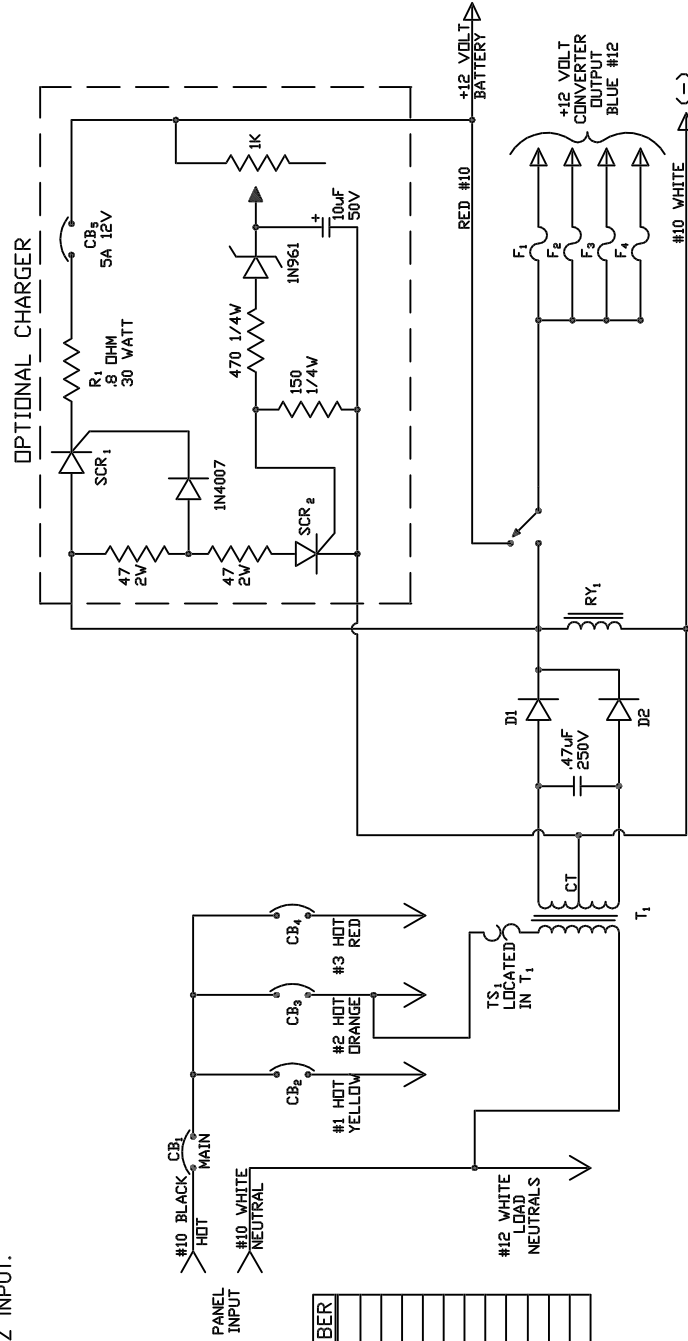 Z INPUT.
PANEL
INPUT
#10 BLACK
HOT
#10 WHITE
NEUTRAL
CB1
MAIN
CB2
#1 HOT
YELLOW
CB3
#2 HOT
ORANGE
CB4
#3 HOT
RED
#12 WHITE
LOAD
NEUTRALS
TS1
LOCATED
IN T1
T1
CT
.47uF
250V
D1
D2
RY1
OPTIONAL CHARGER
47
2W
47
2W
SCR1
1N4007
SCR2
R1
.8 OHM
30 WATT
CB5
5A 12V
150
1/4W
470 1/4W
1N961
+
10uF
50V
1K
RED #10
+12 VOLT
BATTERY
F1
F2
F3
F4
+12 VOLT
CONVERTER
OUTPUT
BLUE #12
#10 WHITE
(-)
BER